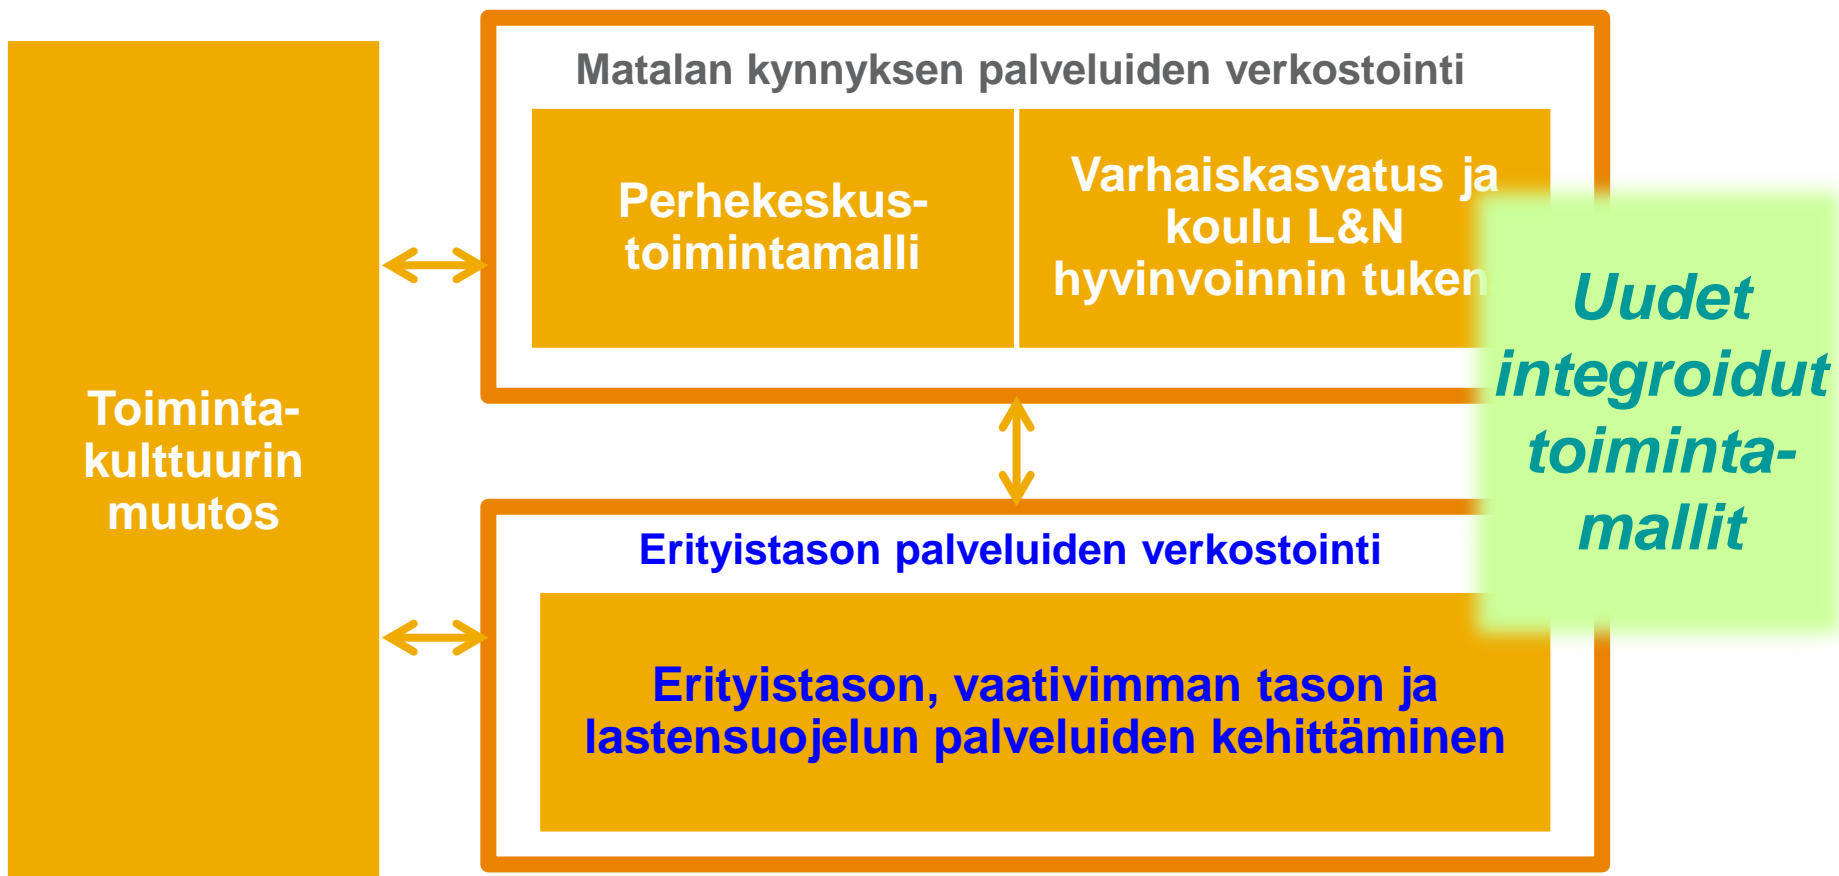 Matalan kynnyksen palveluiden verkostointi
Perhekeskus-
toimintamalli
Varhaiskasvatus ja
koulu L&N
hyvinvoinnin tuken
Toiminta-
kulttuurin
muutos
Uudet
integroidut
toiminta-
mallit
Erityistason palveluiden verkostointi
Erityistason, vaativimman tason ja
lastensuojelun palveluiden kehittäminen